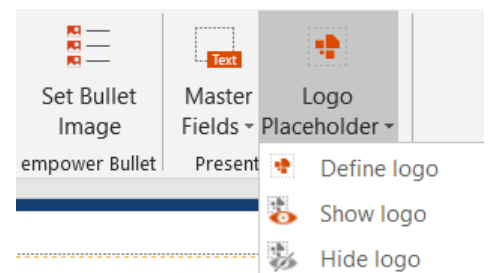 Text
Set Bullet
Image
Master
Fields
Logo
Placeholder
empower Bullet
Present
Define logo
Show logo
Hide logo